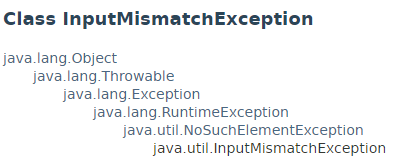 Class InputMismatchException
java.lang.Object
java.lang.Throwable
java.lang.Exception
java.lang.RuntimeException
java.util.NoSuchElementException
java.util.InputMismatchException